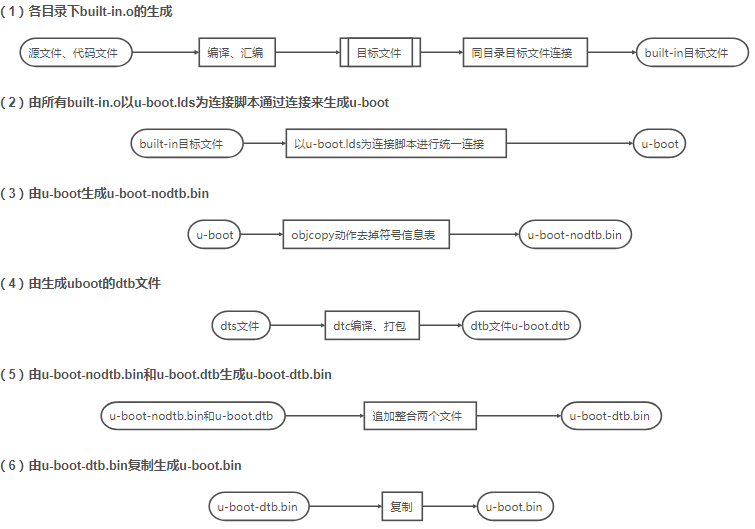 （1）各目录下built-in.o的生成
源文件、代码文件
编译、汇编
目标文件
同目录目标文件连接
built-in目标文件
（2）由所有built-in.o以u-boot.lds为连接脚本通过连接来生成u-boot
built-in目标文件
以u-boot.lds为连接脚本进行统一连接
u-boot
（3）由u-boot生成u-boot-nodtb.bin
u-boot
objcopy动作去掉符号信息表
u-boot-nodtb.bin
（4）由生成uboot的dtb文件
dts文件
dtc编译、打包
dtb文件u-boot.dtb
（5）由u-boot-nodtb.bin和u-boot.dtb生成u-boot-dtb.bin
u-boot-nodtb.bin和u-boot.dtb
追加整合两个文件
u-boot-dtb.bin
（6）由u-boot-dtb.bin复制生成u-boot.bin
u-boot-dtb.bin
复制
u-boot.bin